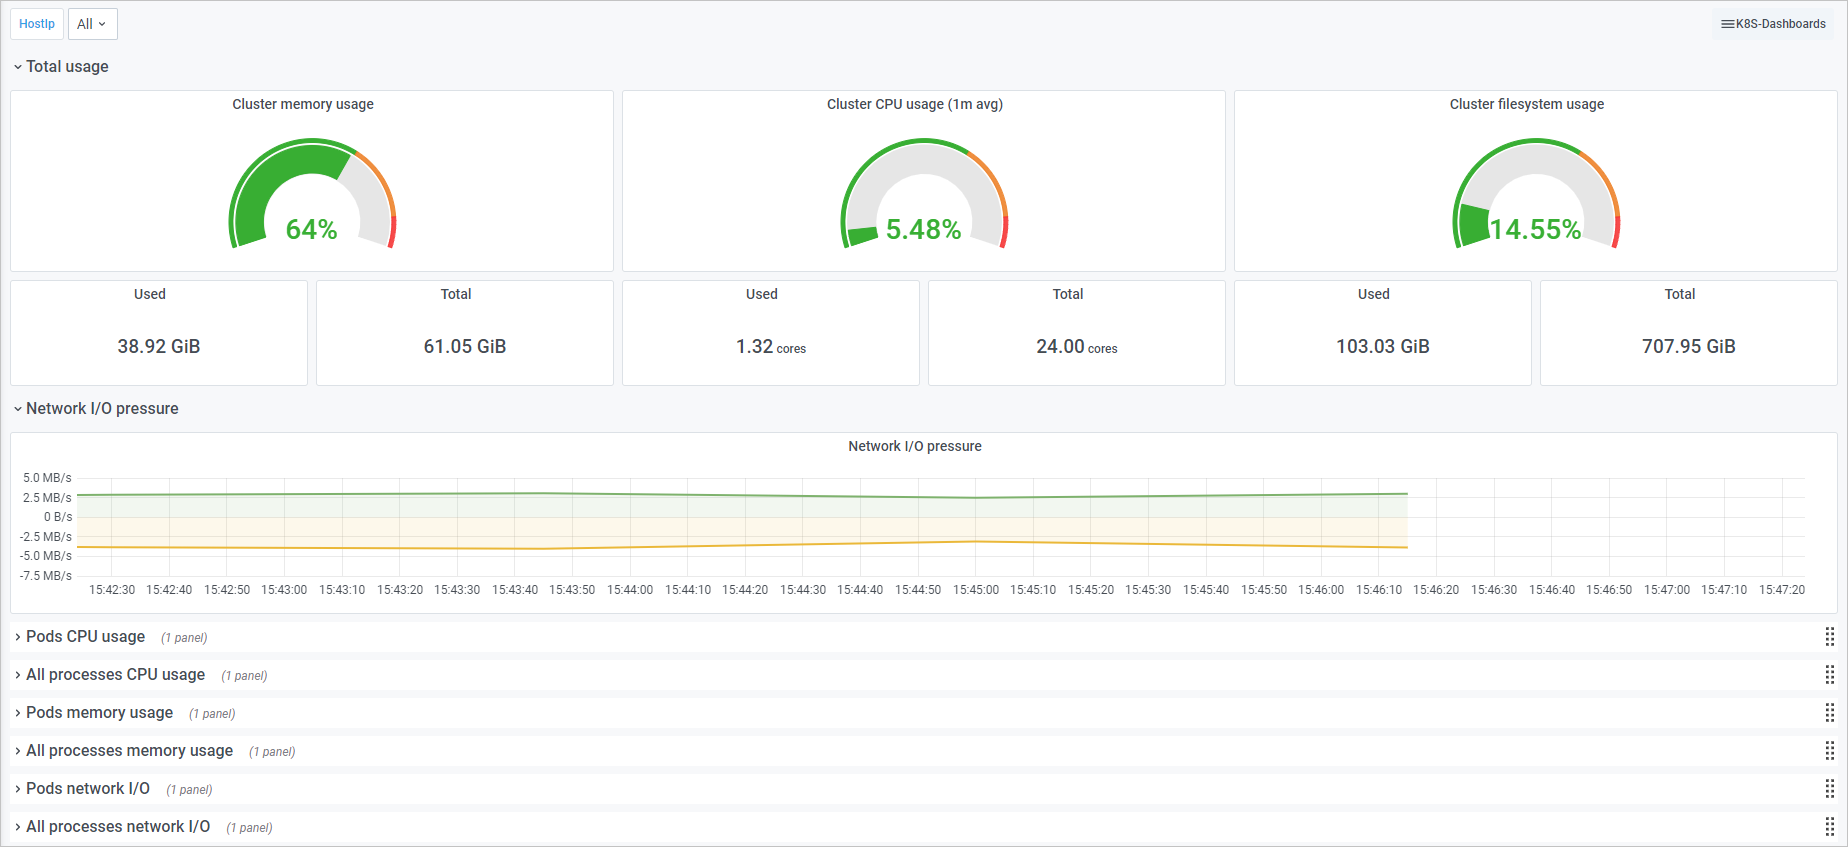 HostIp All K8S-Dashboards
Total usage
Cluster memory usage Cluster CPU usage (1m avg) Cluster filesystem usage
64% 5.48% 14.55%
Used Total Used Total Used Total
38.92 GiB 61.05 GiB 1.32 cores 24.00 cores 103.03 GiB 707.95 GiB
Network I/O pressure
Network I/O pressure
5.0 MB/s
2.5 MB/s
0 B/s
-2.5 MB/s
-5.0 MB/s
-7.5 MB/s
15:42:30 15:42:40 15:42:50 15:43:00 15:43:10 15:43:20 15:43:30 15:43:40 15:43:50 15:44:00 15:44:10 15:44:20 15:44:30 15:44:40 15:44:50 15:45:00 15:45:10 15:45:20 15:45:30 15:45:40 15:45:50 15:46:00 15:46:10 15:46:20 15:46:30 15:46:40 15:46:50 15:47:00 15:47:10 15:47:20
Pods CPU usage (1 panel)
All processes CPU usage (1 panel)
Pods memory usage (1 panel)
All processes memory usage (1 panel)
Pods network I/O (1 panel)
All processes network I/O (1 panel)